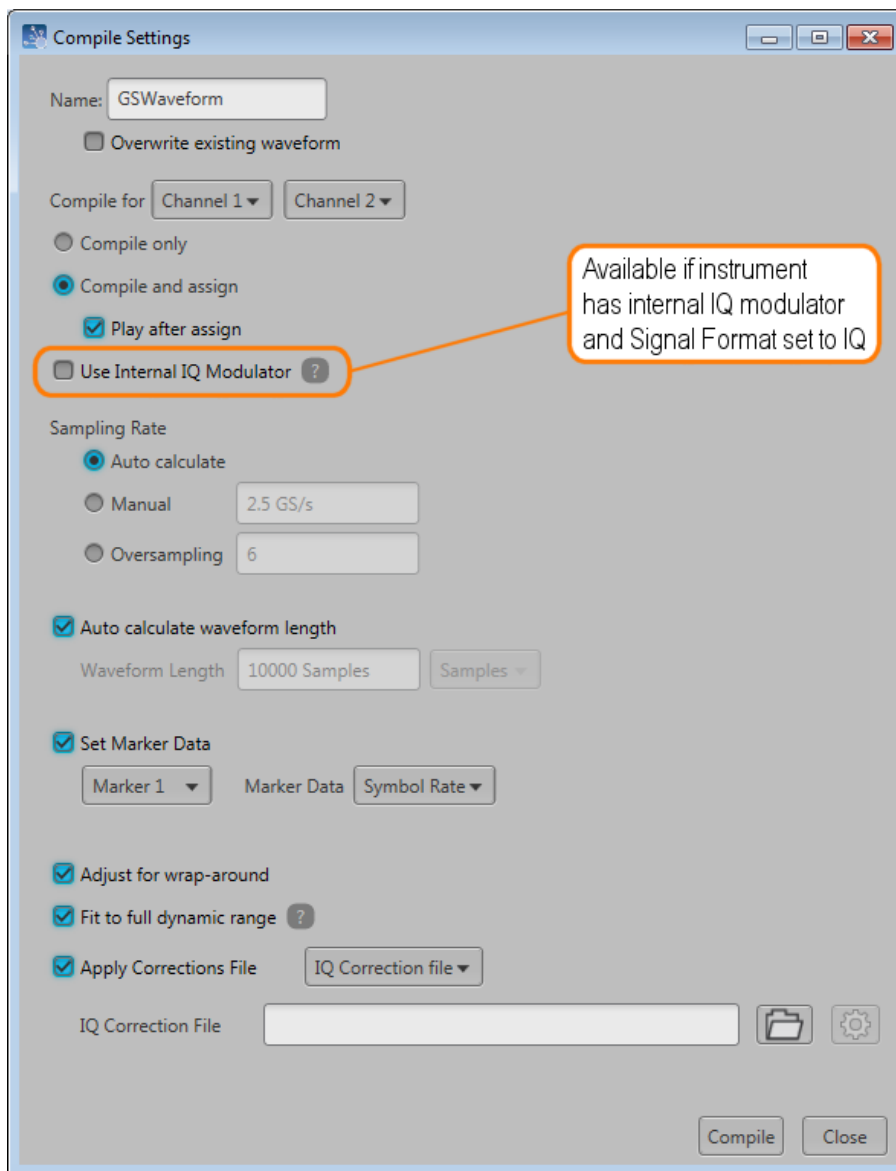 Compile Settings
Name: GSWaveform
Overwrite existing waveform
Compile for Channel 1 Channel 2
Compile only
Compile and assign
Play after assign
Use Internal IQ Modulator ?
Available if instrument
has internal IQ modulator
and Signal Format set to IQ
Sampling Rate
Auto calculate
Manual 2.5 GS/s
Oversampling 6
Auto calculate waveform length
Waveform Length 10000 Samples Samples
Set Marker Data
Marker 1 Marker Data Symbol Rate
Adjust for wrap-around
Fit to full dynamic range ?
Apply Corrections File IQ Correction file
IQ Correction File
Compile Close